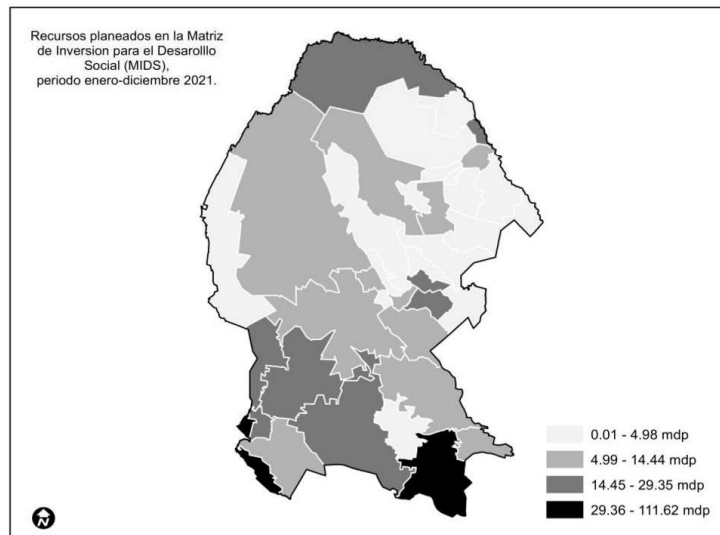 Recursos planeados en la Matriz
de Inversion para el Desarolllo
Social (MIDS),
periodo enero-diciembre 2021.
0.01 - 4.98 mdp
4.99 - 14.44 mdp
14.45 - 29.35 mdp
29.36 - 111.62 mdp
N